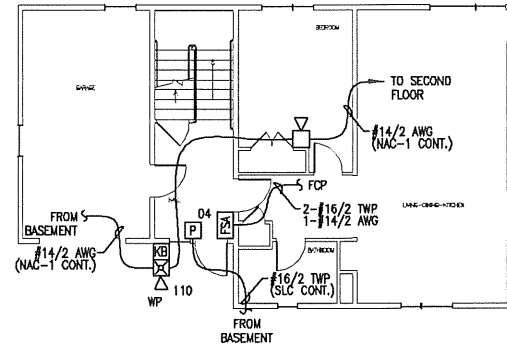 BEDROOM
TO SECOND
FLOOR
GARAGE
#14/2 AWG
(NAC-1 CONT.)
FCP
2-#16/2 TWP
1-#14/2 AWG
LIVING-DINING-KITCHEN
04
P
FSA
FROM
BASEMENT
#14/2 AWG
(NAC-1 CONT.)
KB
WP
110
BATHROOM
#16/2 TWP
(SLC CONT.)
FROM
BASEMENT